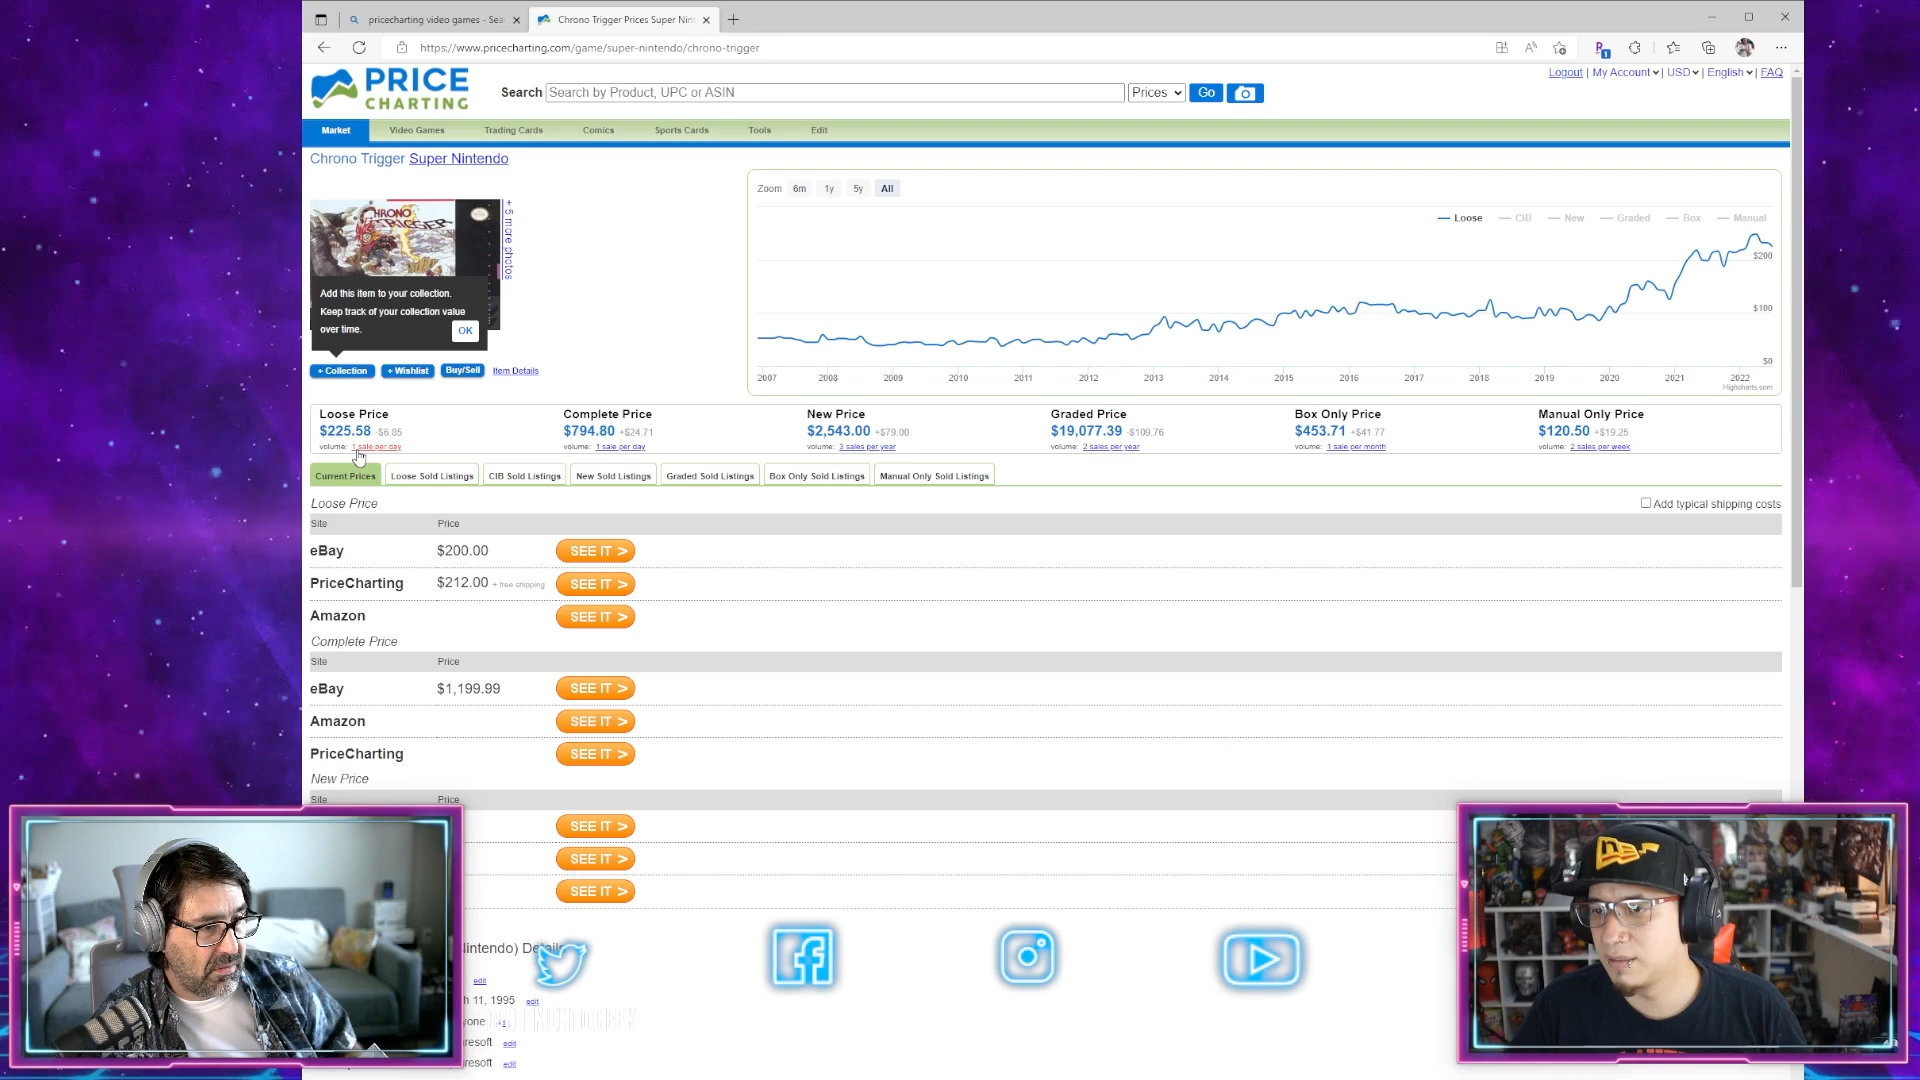 pricecharting video games - Sea
Chrono Trigger Prices Super Nin
https://www.pricecharting.com/game/super-nintendo/chrono-trigger
PRICE
CHARTING
Search
Search by Product, UPC or ASIN
Prices
Go
Logout | My Account | USD | English | FAQ
Market
Video Games
Trading Cards
Comics
Sports Cards
Tools
Edit
Chrono Trigger Super Nintendo
CHRONO
TRIGGER
+ 5 more photos
Add this item to your collection.
Keep track of your collection value
over time.
OK
+ Collection
+ Wishlist
Buy/Sell
Item Details
Zoom 6m 1y 5y All
Loose CIB New Graded Box Manual
$200
$100
$0
2007 2008 2009 2010 2011 2012 2013 2014 2015 2016 2017 2018 2019 2020 2021 2022
Highcharts.com
Loose Price Complete Price New Price Graded Price Box Only Price Manual Only Price
$225.58 -$6.85 $794.80 +$24.71 $2,543.00 +$79.00 $19,077.39 -$109.76 $453.71 +$41.77 $120.50 +$19.25
volume: 1 sale per day volume: 1 sale per day volume: 3 sales per year volume: 2 sales per year volume: 1 sale per month volume: 2 sales per week
Current Prices Loose Sold Listings CIB Sold Listings New Sold Listings Graded Sold Listings Box Only Sold Listings Manual Only Sold Listings
Loose Price
Add typical shipping costs
Site Price
eBay $200.00 SEE IT >
PriceCharting $212.00 + free shipping SEE IT >
Amazon SEE IT >
Complete Price
Site Price
eBay $1,199.99 SEE IT >
Amazon SEE IT >
PriceCharting SEE IT >
New Price
Site Price
SEE IT >
SEE IT >
SEE IT >
edit
h 11, 1995 edit
yone
resoft edit
resoft edit